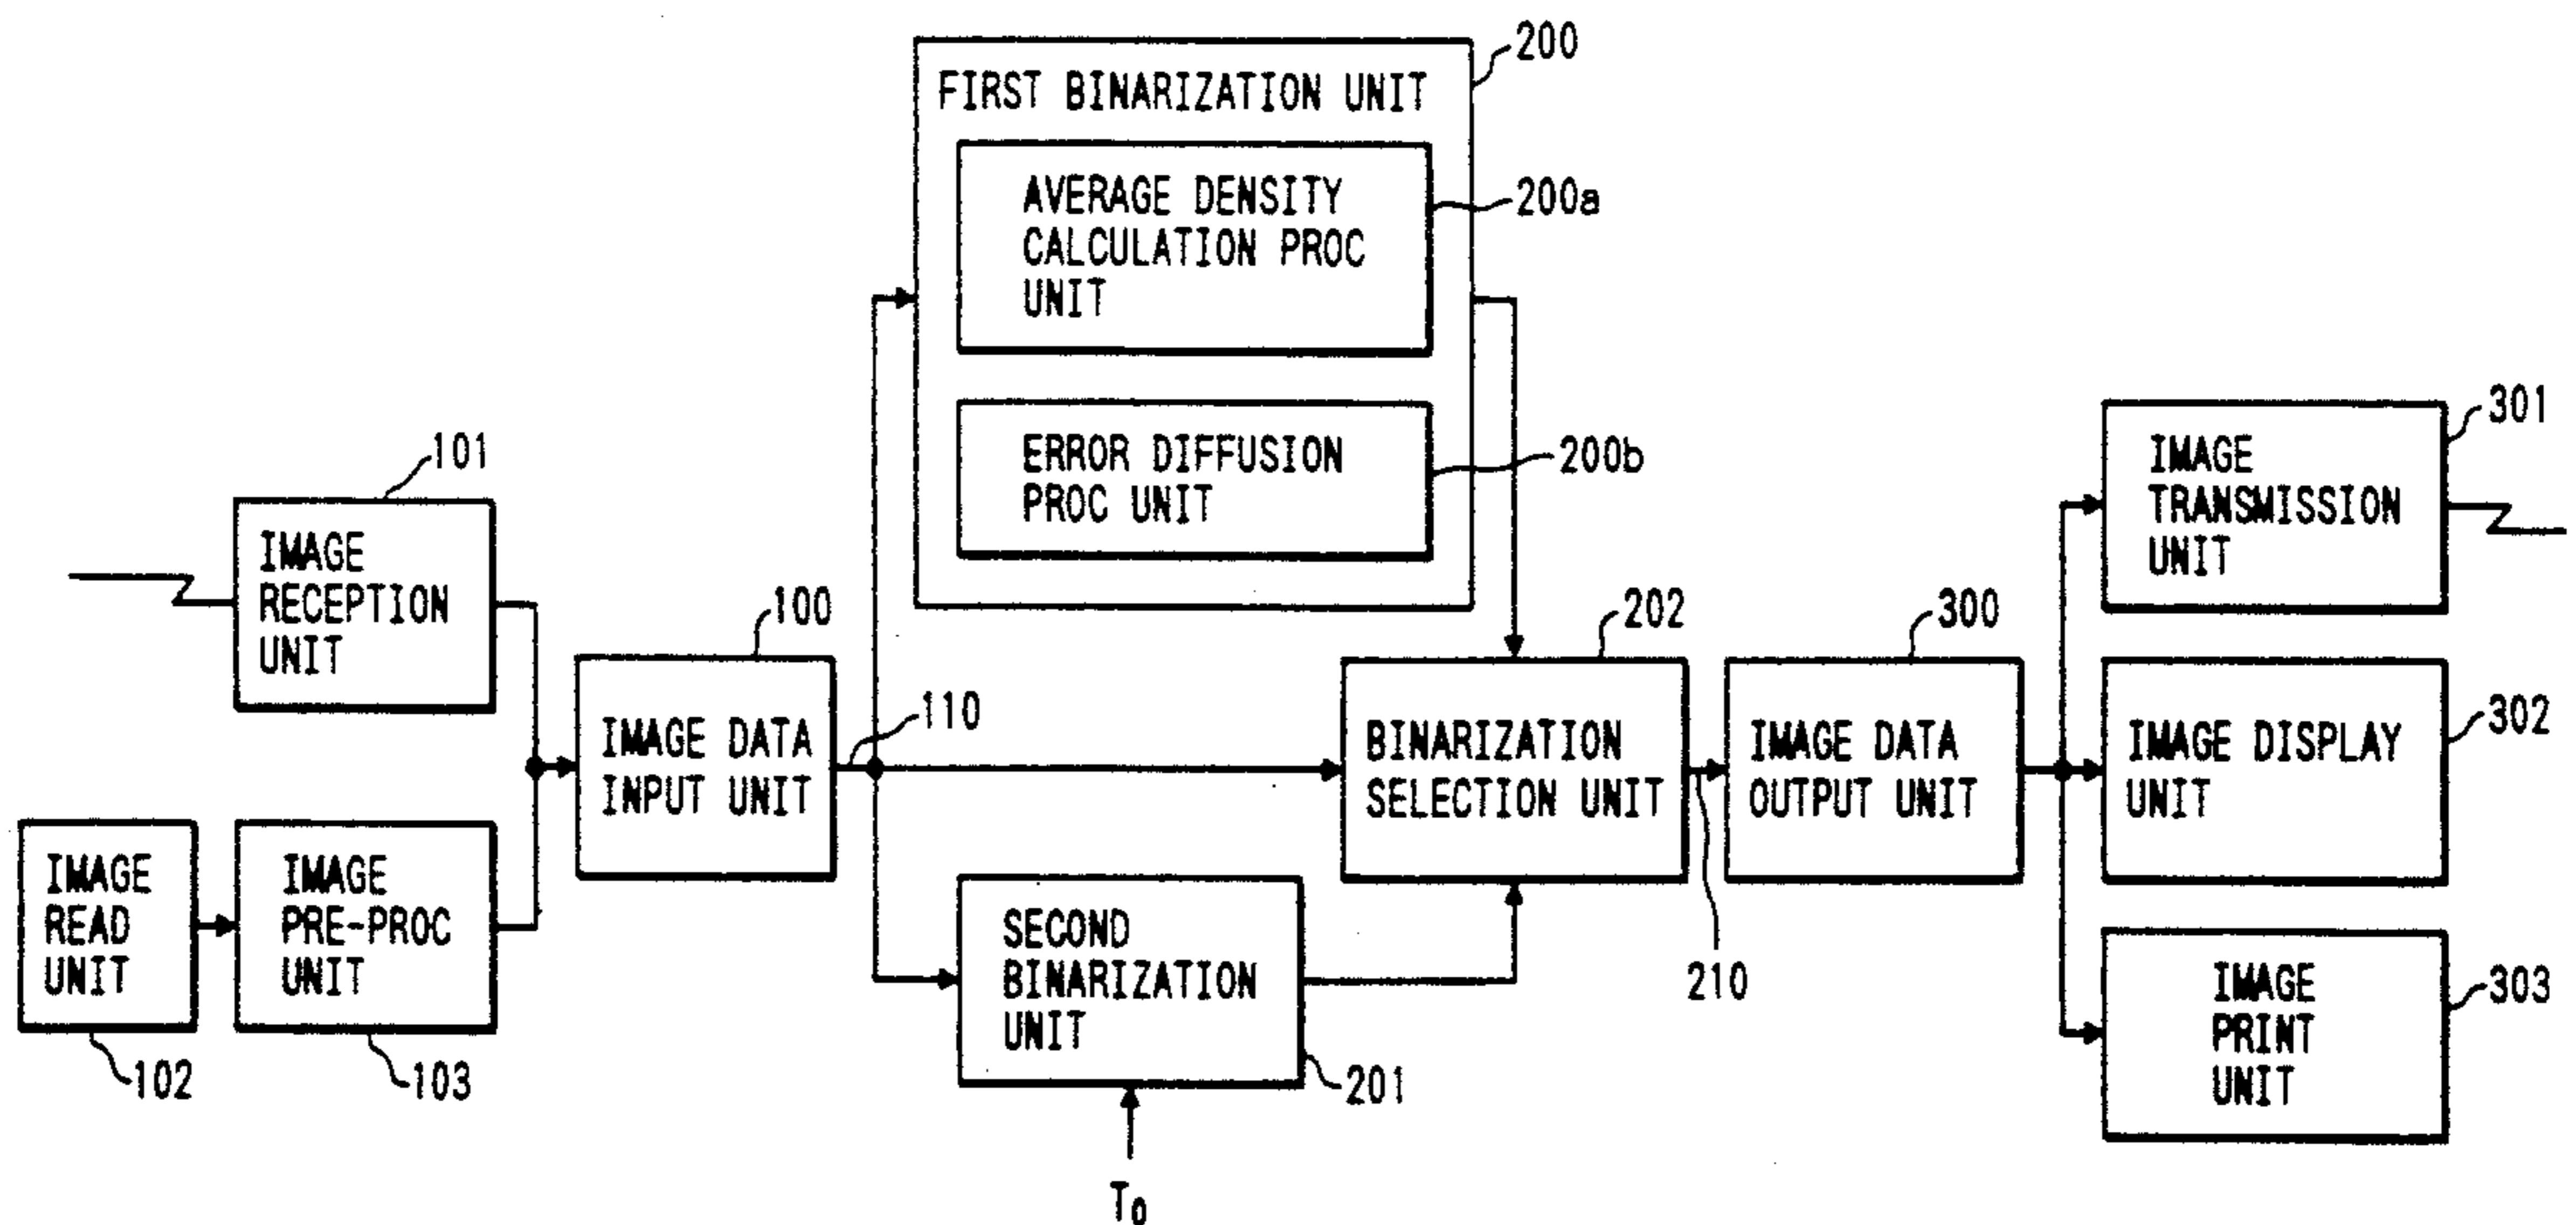 200
FIRST BINARIZATION UNIT
AVERAGE DENSITY
CALCULATION PROC
UNIT
200a
ERROR DIFFUSION
PROC UNIT
200b
101
IMAGE
RECEPTION
UNIT
102
IMAGE
READ
UNIT
103
IMAGE
PRE-PROC
UNIT
100
IMAGE DATA
INPUT UNIT
110
SECOND
BINARIZATION
UNIT
201
T0
202
BINARIZATION
SELECTION UNIT
210
300
IMAGE DATA
OUTPUT UNIT
301
IMAGE
TRANSMISSION
UNIT
302
IMAGE DISPLAY
UNIT
303
IMAGE
PRINT
UNIT